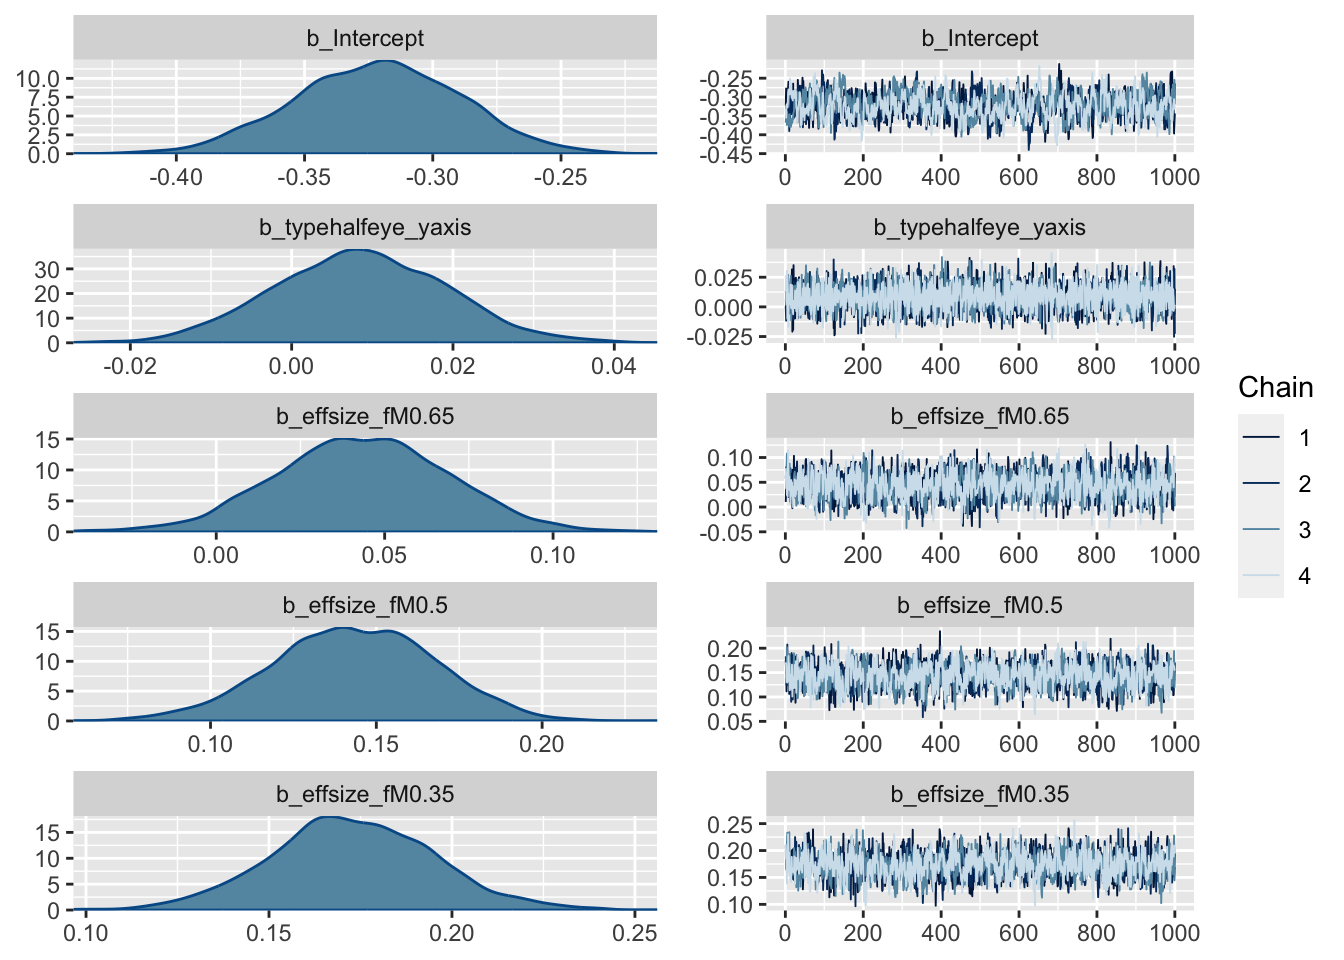 b_Intercept
10.0
7.5
5.0
2.5
0.0
-0.40 -0.35 -0.30 -0.25
b_Intercept
-0.25
-0.30
-0.35
-0.40
-0.45
0 200 400 600 800 1000
b_typehalfeye_yaxis
30
20
10
0
-0.02 0.00 0.02 0.04
b_typehalfeye_yaxis
0.025
0.000
-0.025
0 200 400 600 800 1000
b_effsize_fM0.65
15
10
5
0
0.00 0.05 0.10
b_effsize_fM0.65
0.10
0.05
0.00
-0.05
0 200 400 600 800 1000
b_effsize_fM0.5
15
10
5
0
0.10 0.15 0.20
b_effsize_fM0.5
0.20
0.15
0.10
0.05
0 200 400 600 800 1000
b_effsize_fM0.35
15
10
5
0
0.10 0.15 0.20 0.25
b_effsize_fM0.35
0.25
0.20
0.15
0.10
0 200 400 600 800 1000
Chain
1
2
3
4